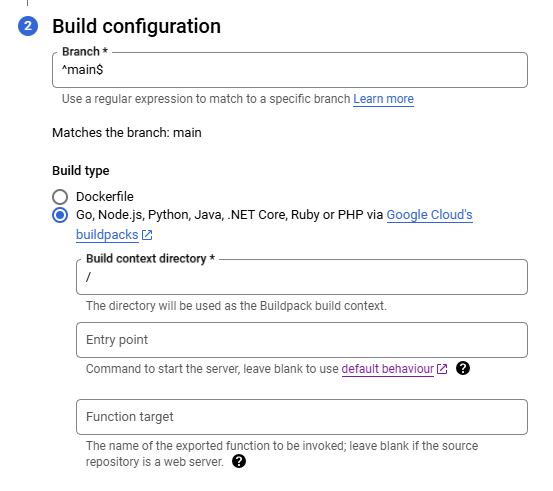 2 Build configuration
Branch *
^main$
Use a regular expression to match to a specific branch Learn more
Matches the branch: main
Build type
Dockerfile
Go, Node.js, Python, Java, .NET Core, Ruby or PHP via Google Cloud's
buildpacks
Build context directory *
/
The directory will be used as the Buildpack build context.
Entry point
Command to start the server, leave blank to use default behaviour ?
Function target
The name of the exported function to be invoked; leave blank if the source
repository is a web server. ?